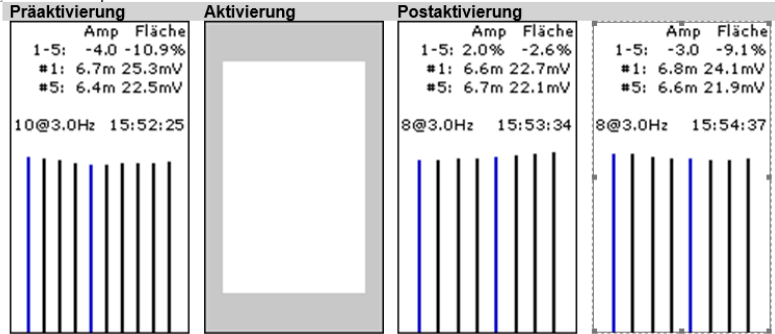 Präaktivierung Aktivierung Postaktivierung
Amp Fläche
1-5: -4.0 -10.9%
#1: 6.7m 25.3mV
#5: 6.4m 22.5mV
10@3.0Hz 15:52:25
Amp Fläche
1-5: 2.0% -2.6%
#1: 6.6m 22.7mV
#5: 6.7m 22.1mV
8@3.0Hz 15:53:34
Amp Fläche
1-5: -3.0 -9.1%
#1: 6.8m 24.1mV
#5: 6.6m 21.9mV
8@3.0Hz 15:54:37